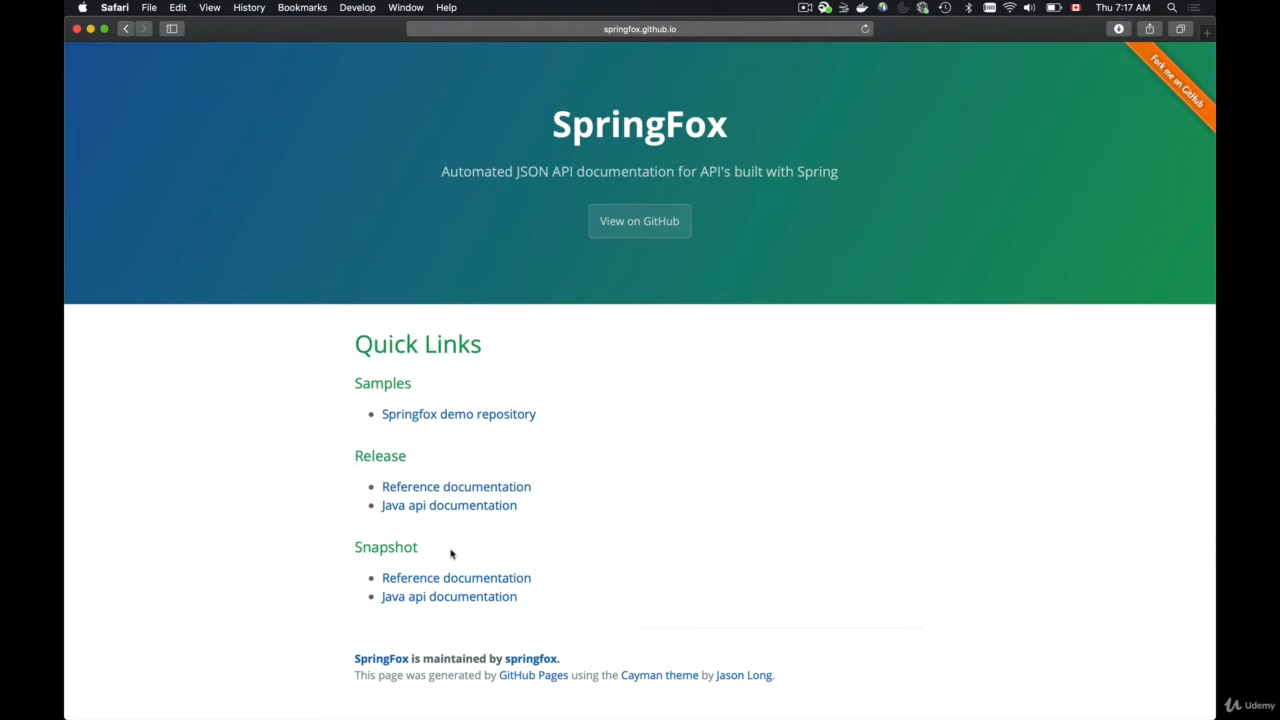 Safari File Edit View History Bookmarks Develop Window Help Thu 7:17 AM
springfox.github.io
Fork me on GitHub
SpringFox
Automated JSON API documentation for API's built with Spring
View on GitHub
Quick Links
Samples
Springfox demo repository
Release
Reference documentation
Java api documentation
Snapshot
Reference documentation
Java api documentation
SpringFox is maintained by springfox.
This page was generated by GitHub Pages using the Cayman theme by Jason Long.
Udemy